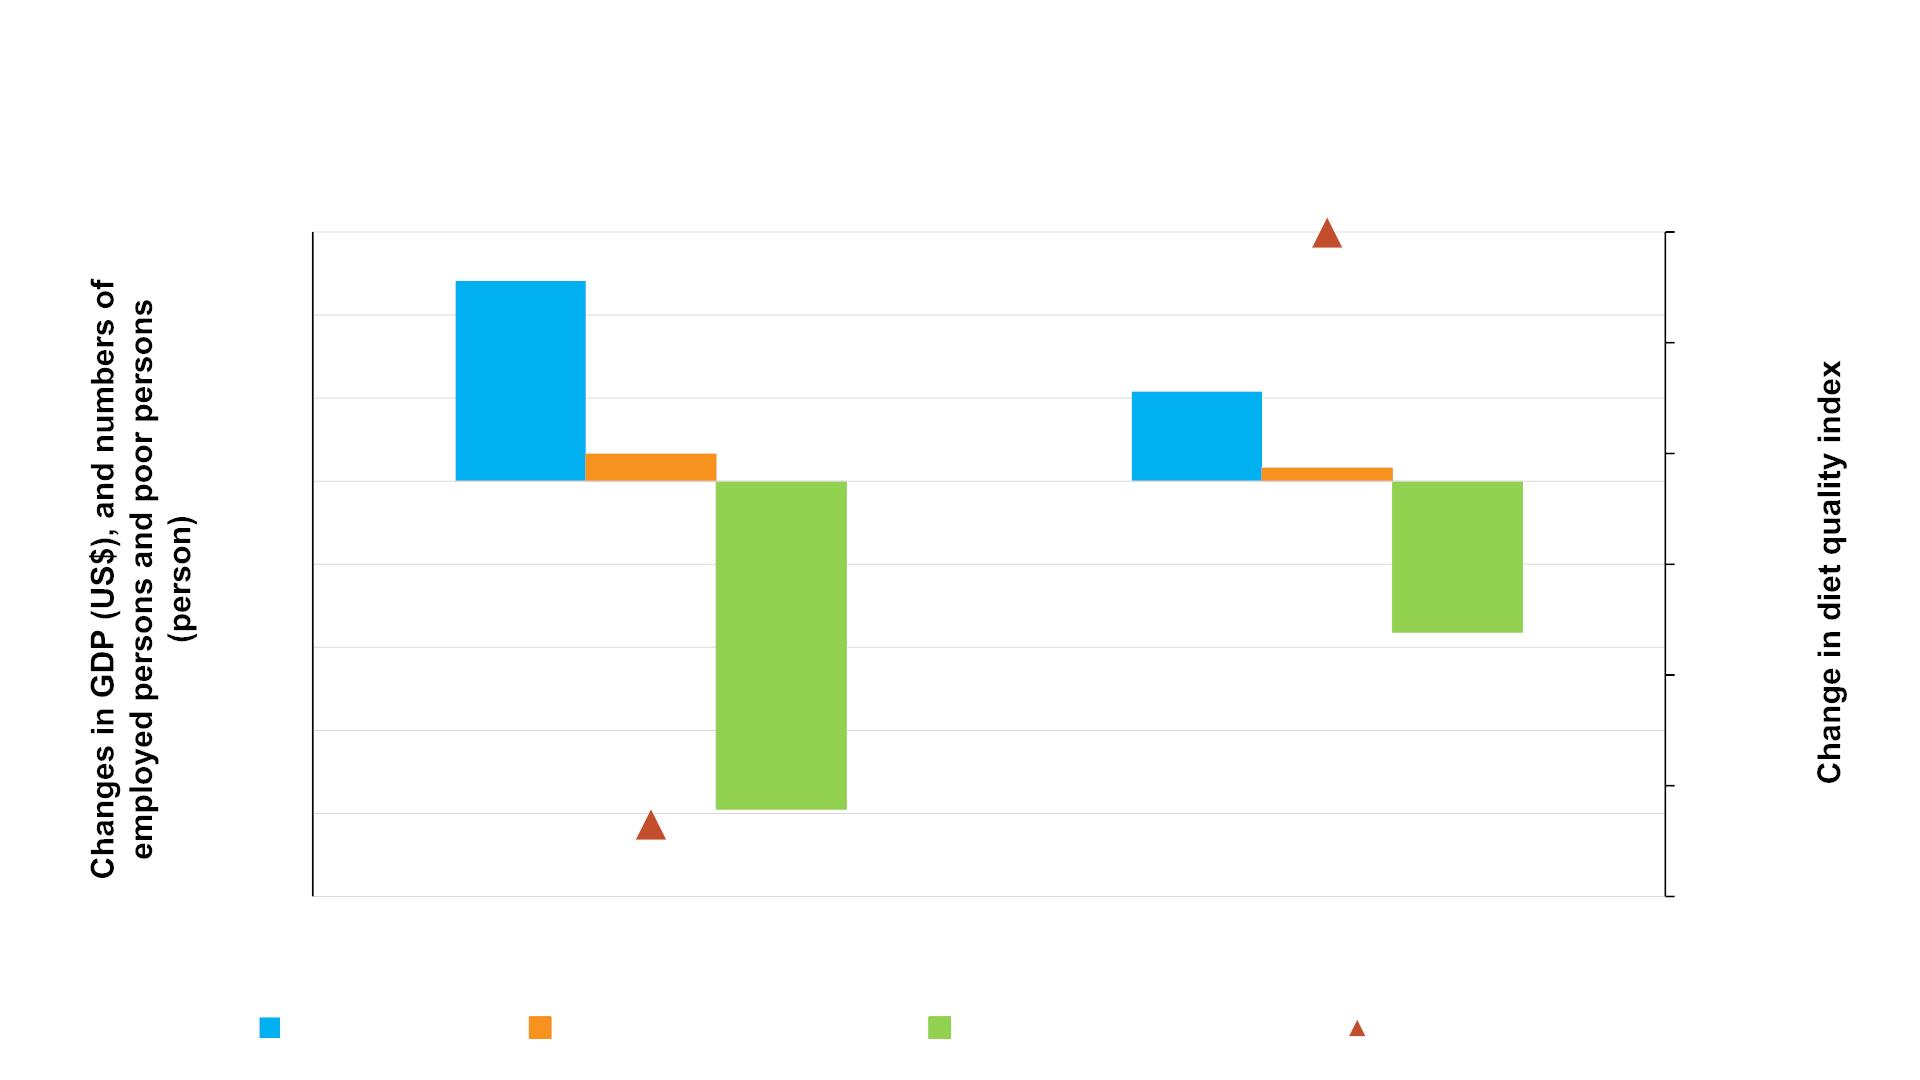 Changes in GDP (US$), and numbers of
employed persons and poor persons
(person)
Change in diet quality index